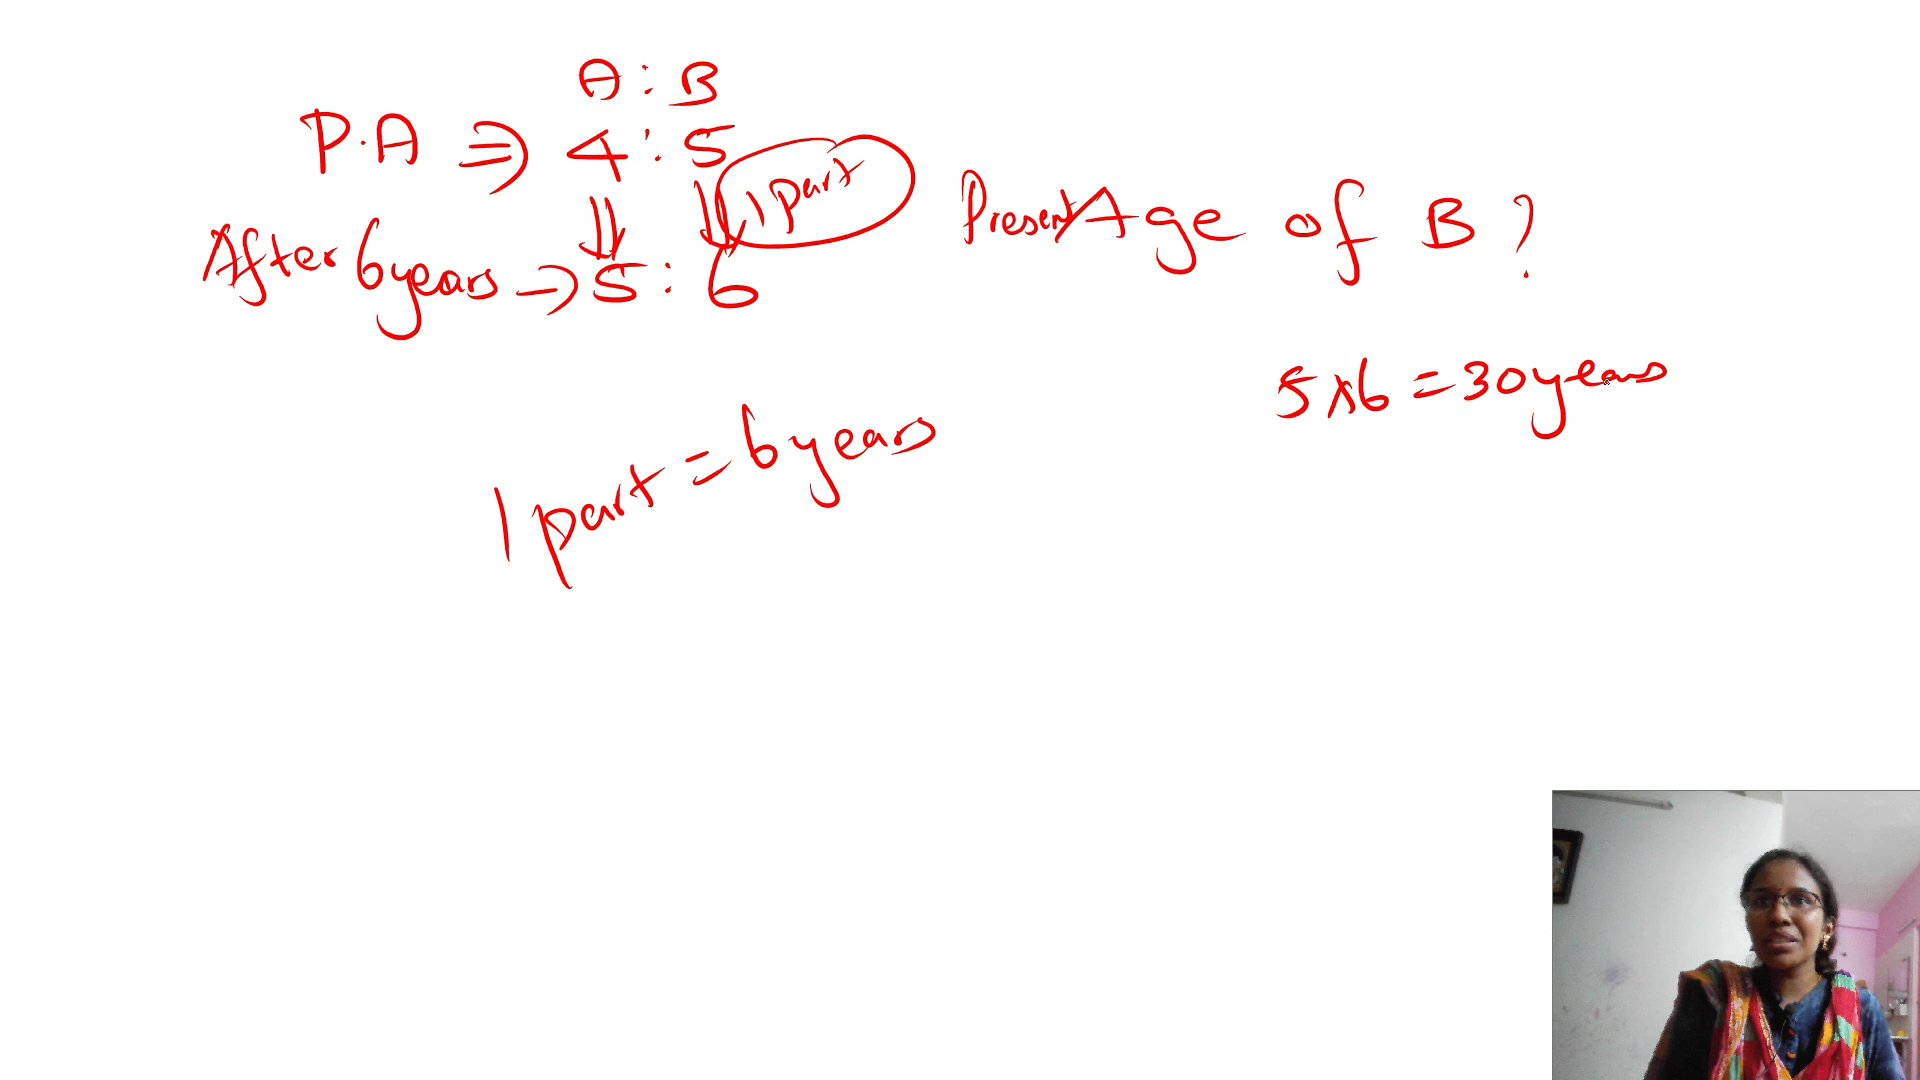 A : B
P.A ⇒ 4 : 5
1 part
Present Age of B ?
After 6 years → 5 : 6
5 x 6 = 30 years
1 part = 6 years